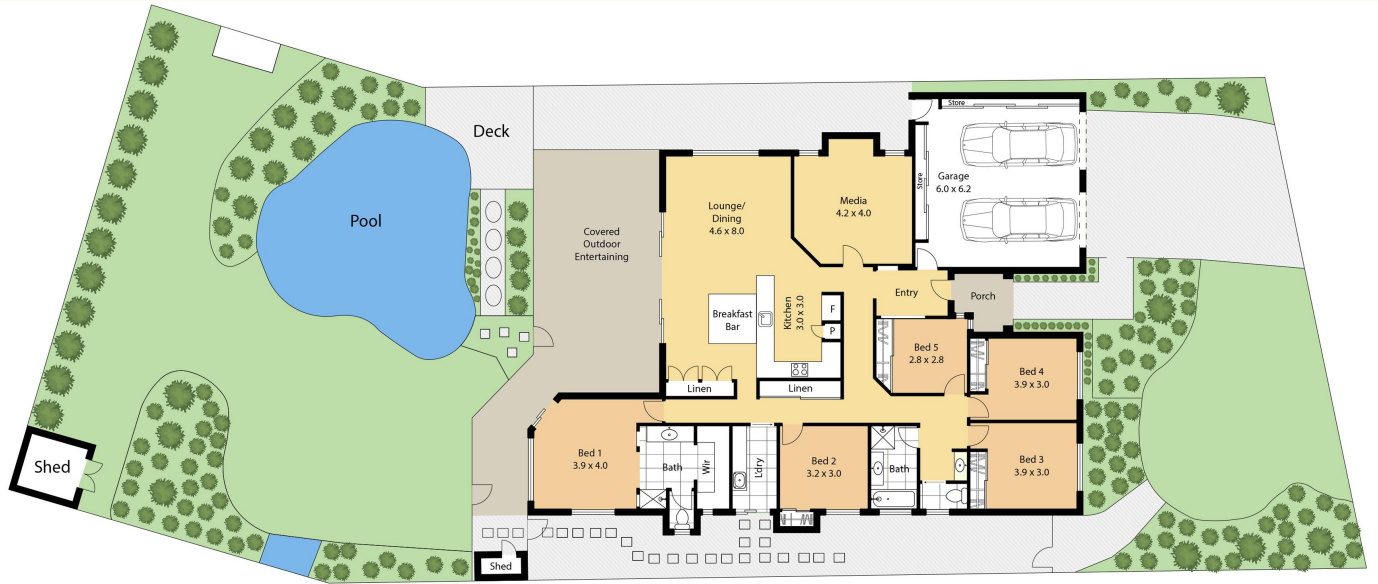 Deck
Pool
Covered
Outdoor
Entertaining
Lounge/
Dining
4.6 x 8.0
Media
4.2 x 4.0
Store
Store
Garage
6.0 x 6.2
Breakfast
Bar
Kitchen
3.0 x 3.0
F
P
Entry
Porch
Linen
Linen
Bed 5
2.8 x 2.8
Bed 4
3.9 x 3.0
Bed 1
3.9 x 4.0
Bath
Wir
Ldry
Bed 2
3.2 x 3.0
Bath
Bed 3
3.9 x 3.0
Shed
Shed